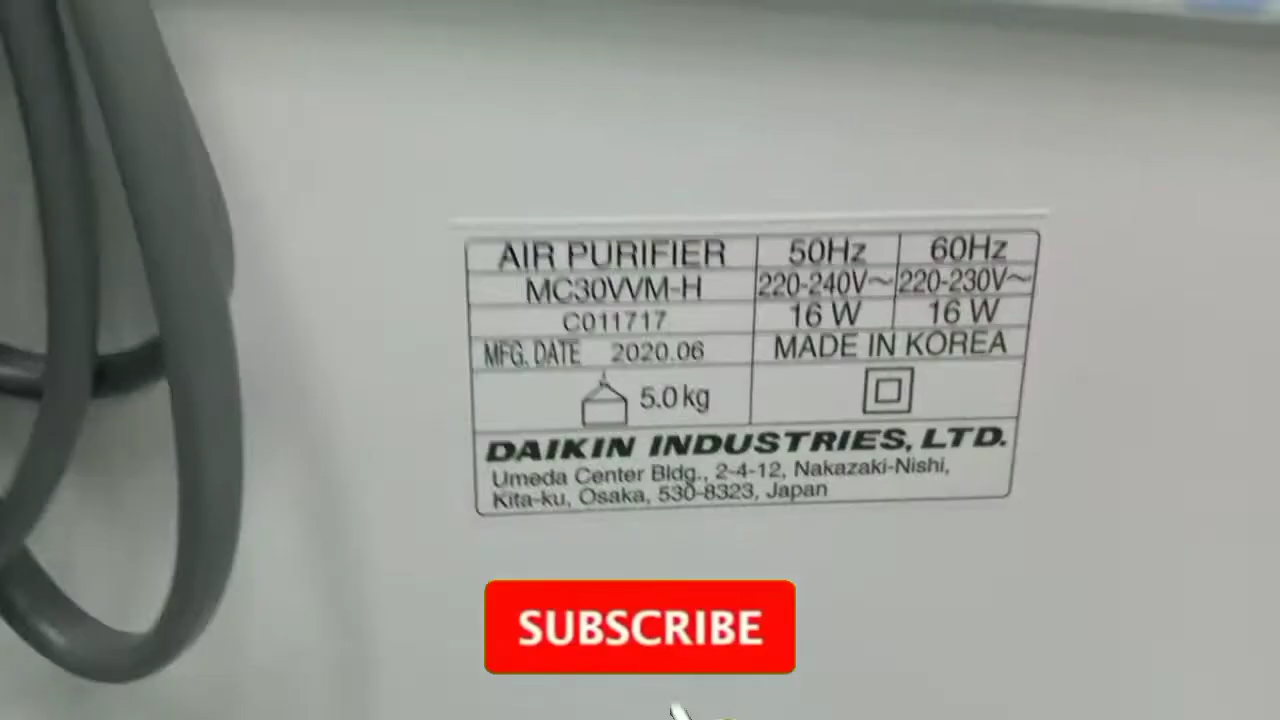 AIR PURIFIER 50Hz 60Hz
MC30VVM-H 220-240V~ 220-230V~
C011717 16 W 16 W
MFG. DATE 2020.06 MADE IN KOREA
5.0 kg
DAIKIN INDUSTRIES, LTD.
Umeda Center Bldg., 2-4-12, Nakazaki-Nishi,
Kita-ku, Osaka, 530-8323, Japan
SUBSCRIBE